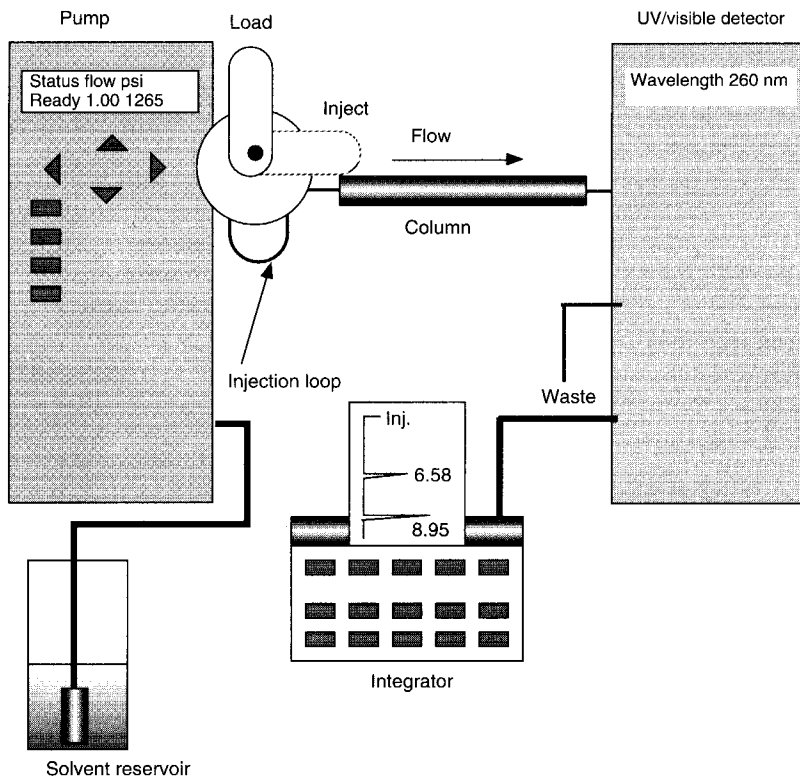 Pump
Load
UV/visible detector
Status flow psi
Ready 1.00 1265
Wavelength 260 nm
Inject
Flow
Column
Injection loop
Waste
Inj.
6.58
8.95
Integrator
Solvent reservoir